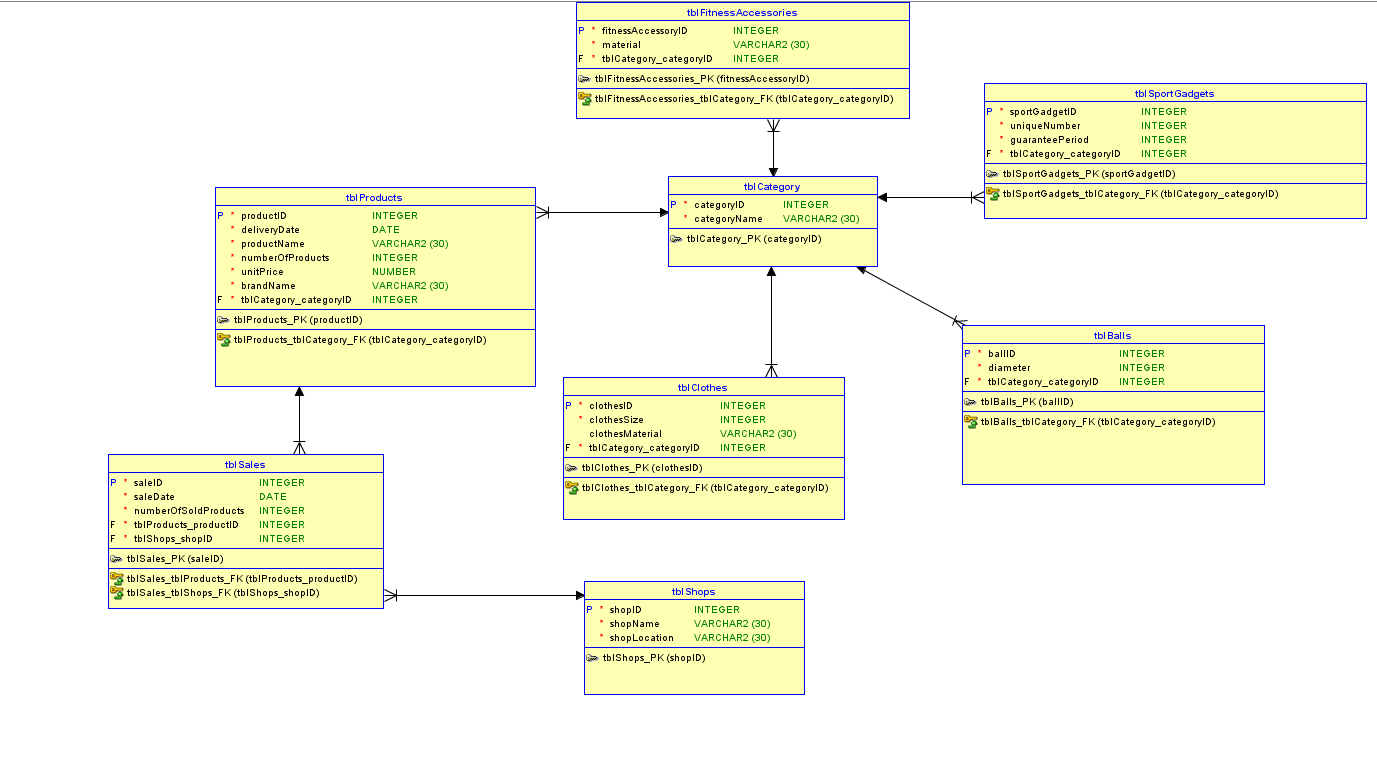 tblFitnessAccessories
P * fitnessAccessoryID INTEGER
* material VARCHAR2 (30)
F * tblCategory_categoryID INTEGER
tblFitnessAccessories_PK (fitnessAccessoryID)
tblFitnessAccessories_tblCategory_FK (tblCategory_categoryID)
tblSportGadgets
P * sportGadgetID INTEGER
* uniqueNumber INTEGER
* guaranteePeriod INTEGER
F * tblCategory_categoryID INTEGER
tblSportGadgets_PK (sportGadgetID)
tblSportGadgets_tblCategory_FK (tblCategory_categoryID)
tblCategory
P * categoryID INTEGER
* categoryName VARCHAR2 (30)
tblCategory_PK (categoryID)
tblProducts
P * productID INTEGER
* deliveryDate DATE
* productName VARCHAR2 (30)
* numberOfProducts INTEGER
* unitPrice NUMBER
* brandName VARCHAR2 (30)
F * tblCategory_categoryID INTEGER
tblProducts_PK (productID)
tblProducts_tblCategory_FK (tblCategory_categoryID)
tblBalls
P * ballID INTEGER
* diameter INTEGER
F * tblCategory_categoryID INTEGER
tblBalls_PK (ballID)
tblBalls_tblCategory_FK (tblCategory_categoryID)
tblClothes
P * clothesID INTEGER
* clothesSize INTEGER
clothesMaterial VARCHAR2 (30)
F * tblCategory_categoryID INTEGER
tblClothes_PK (clothesID)
tblClothes_tblCategory_FK (tblCategory_categoryID)
tblSales
P * saleID INTEGER
* saleDate DATE
* numberOfSoldProducts INTEGER
F * tblProducts_productID INTEGER
F * tblShops_shopID INTEGER
tblSales_PK (saleID)
tblSales_tblProducts_FK (tblProducts_productID)
tblSales_tblShops_FK (tblShops_shopID)
tblShops
P * shopID INTEGER
* shopName VARCHAR2 (30)
* shopLocation VARCHAR2 (30)
tblShops_PK (shopID)